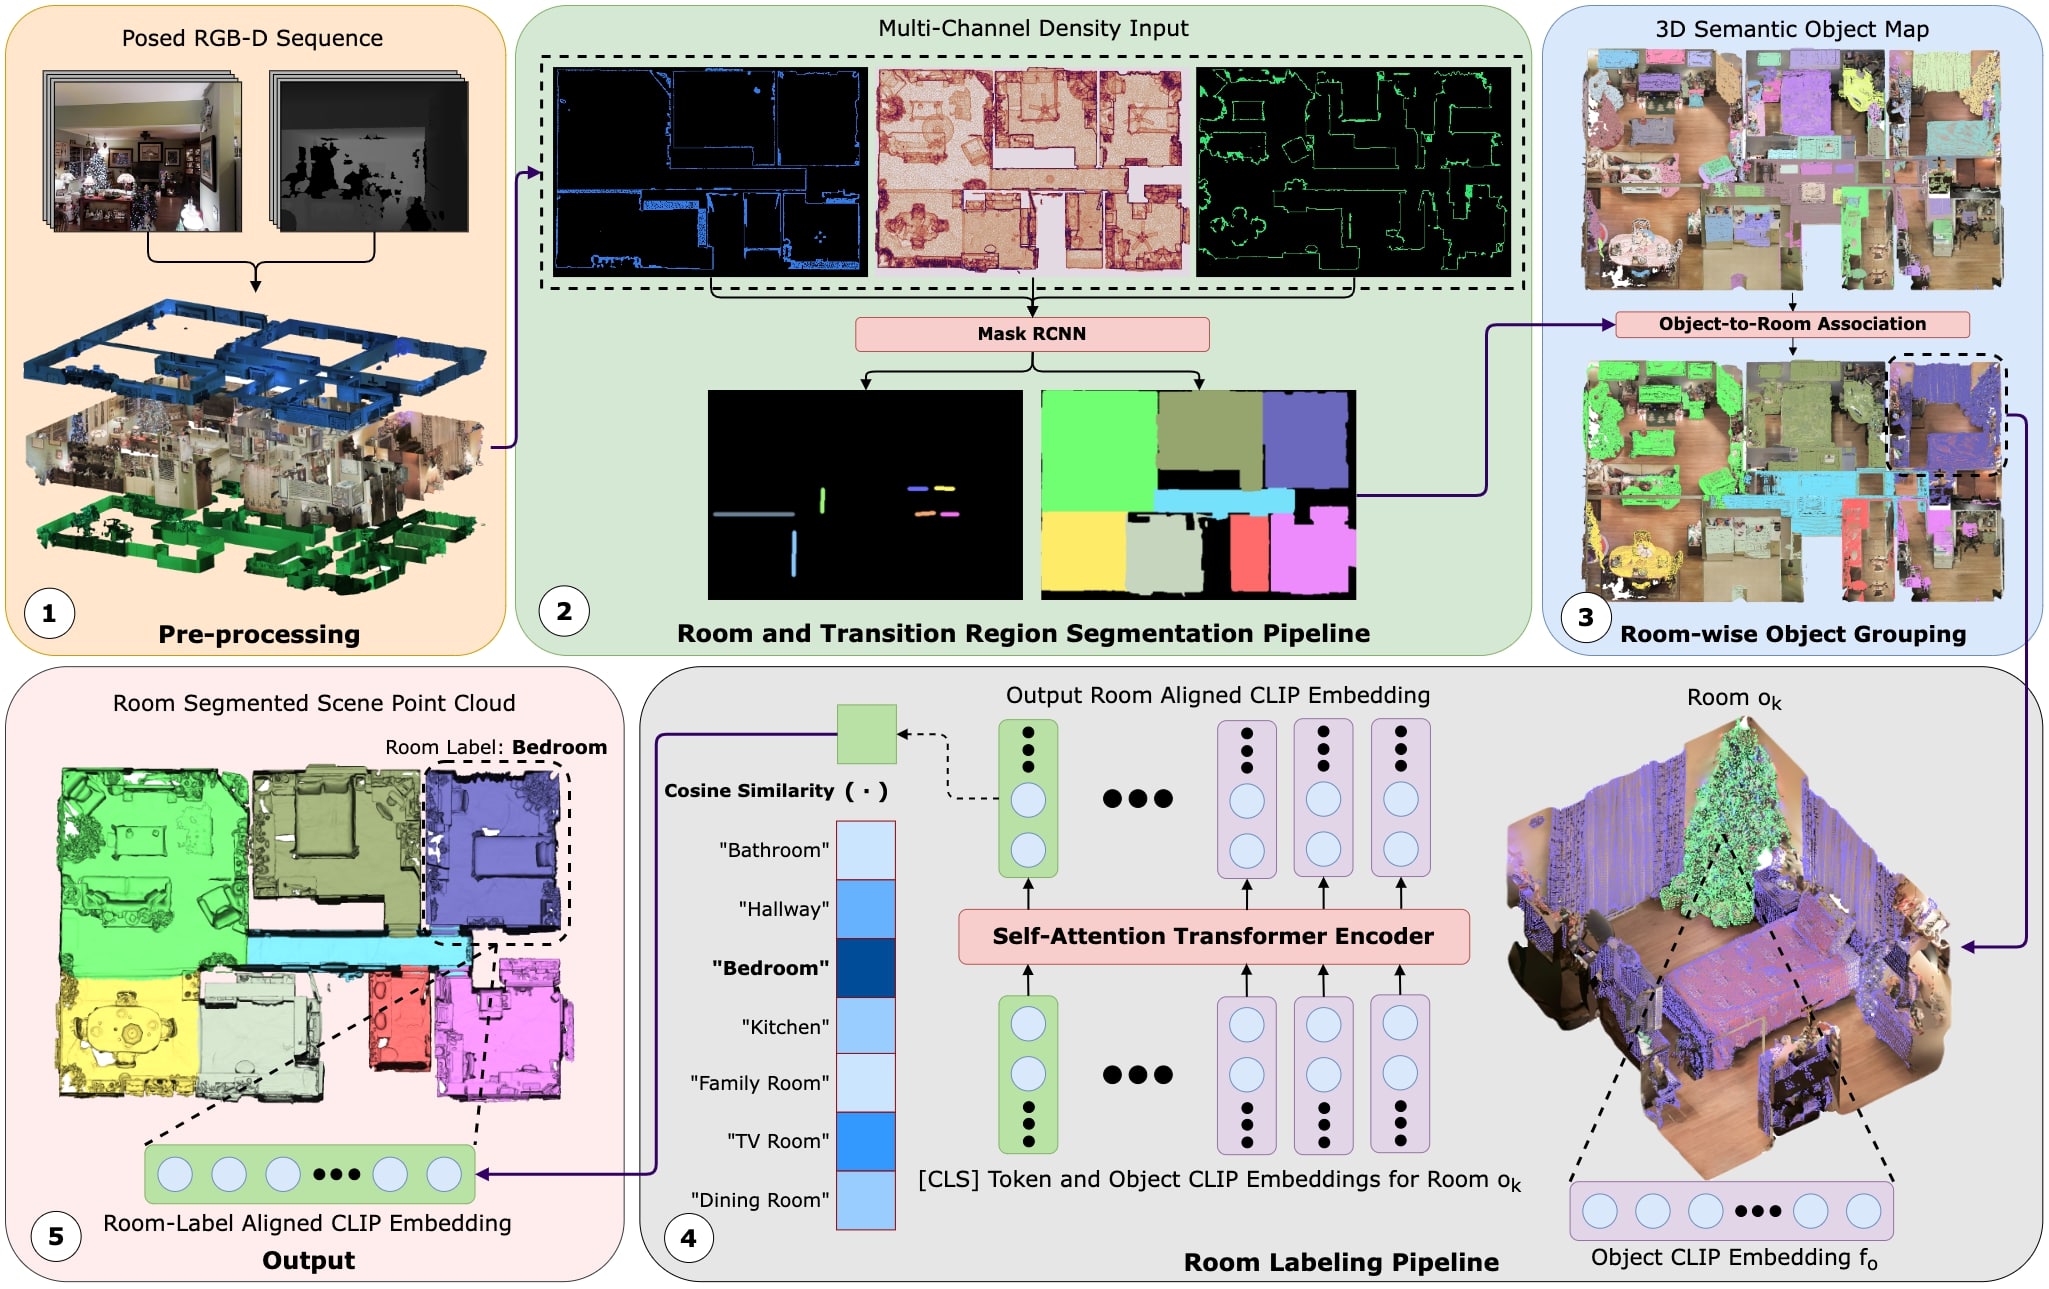 Posed RGB-D Sequence
1
Pre-processing
Multi-Channel Density Input
Mask RCNN
2
Room and Transition Region Segmentation Pipeline
3D Semantic Object Map
Object-to-Room Association
3
Room-wise Object Grouping
Room Segmented Scene Point Cloud
Room Label: Bedroom
Room-Label Aligned CLIP Embedding
5
Output
Output Room Aligned CLIP Embedding
Cosine Similarity ( · )
"Bathroom"
"Hallway"
"Bedroom"
"Kitchen"
"Family Room"
"TV Room"
"Dining Room"
Self-Attention Transformer Encoder
[CLS] Token and Object CLIP Embeddings for Room ok
Room ok
Object CLIP Embedding fo
4
Room Labeling Pipeline